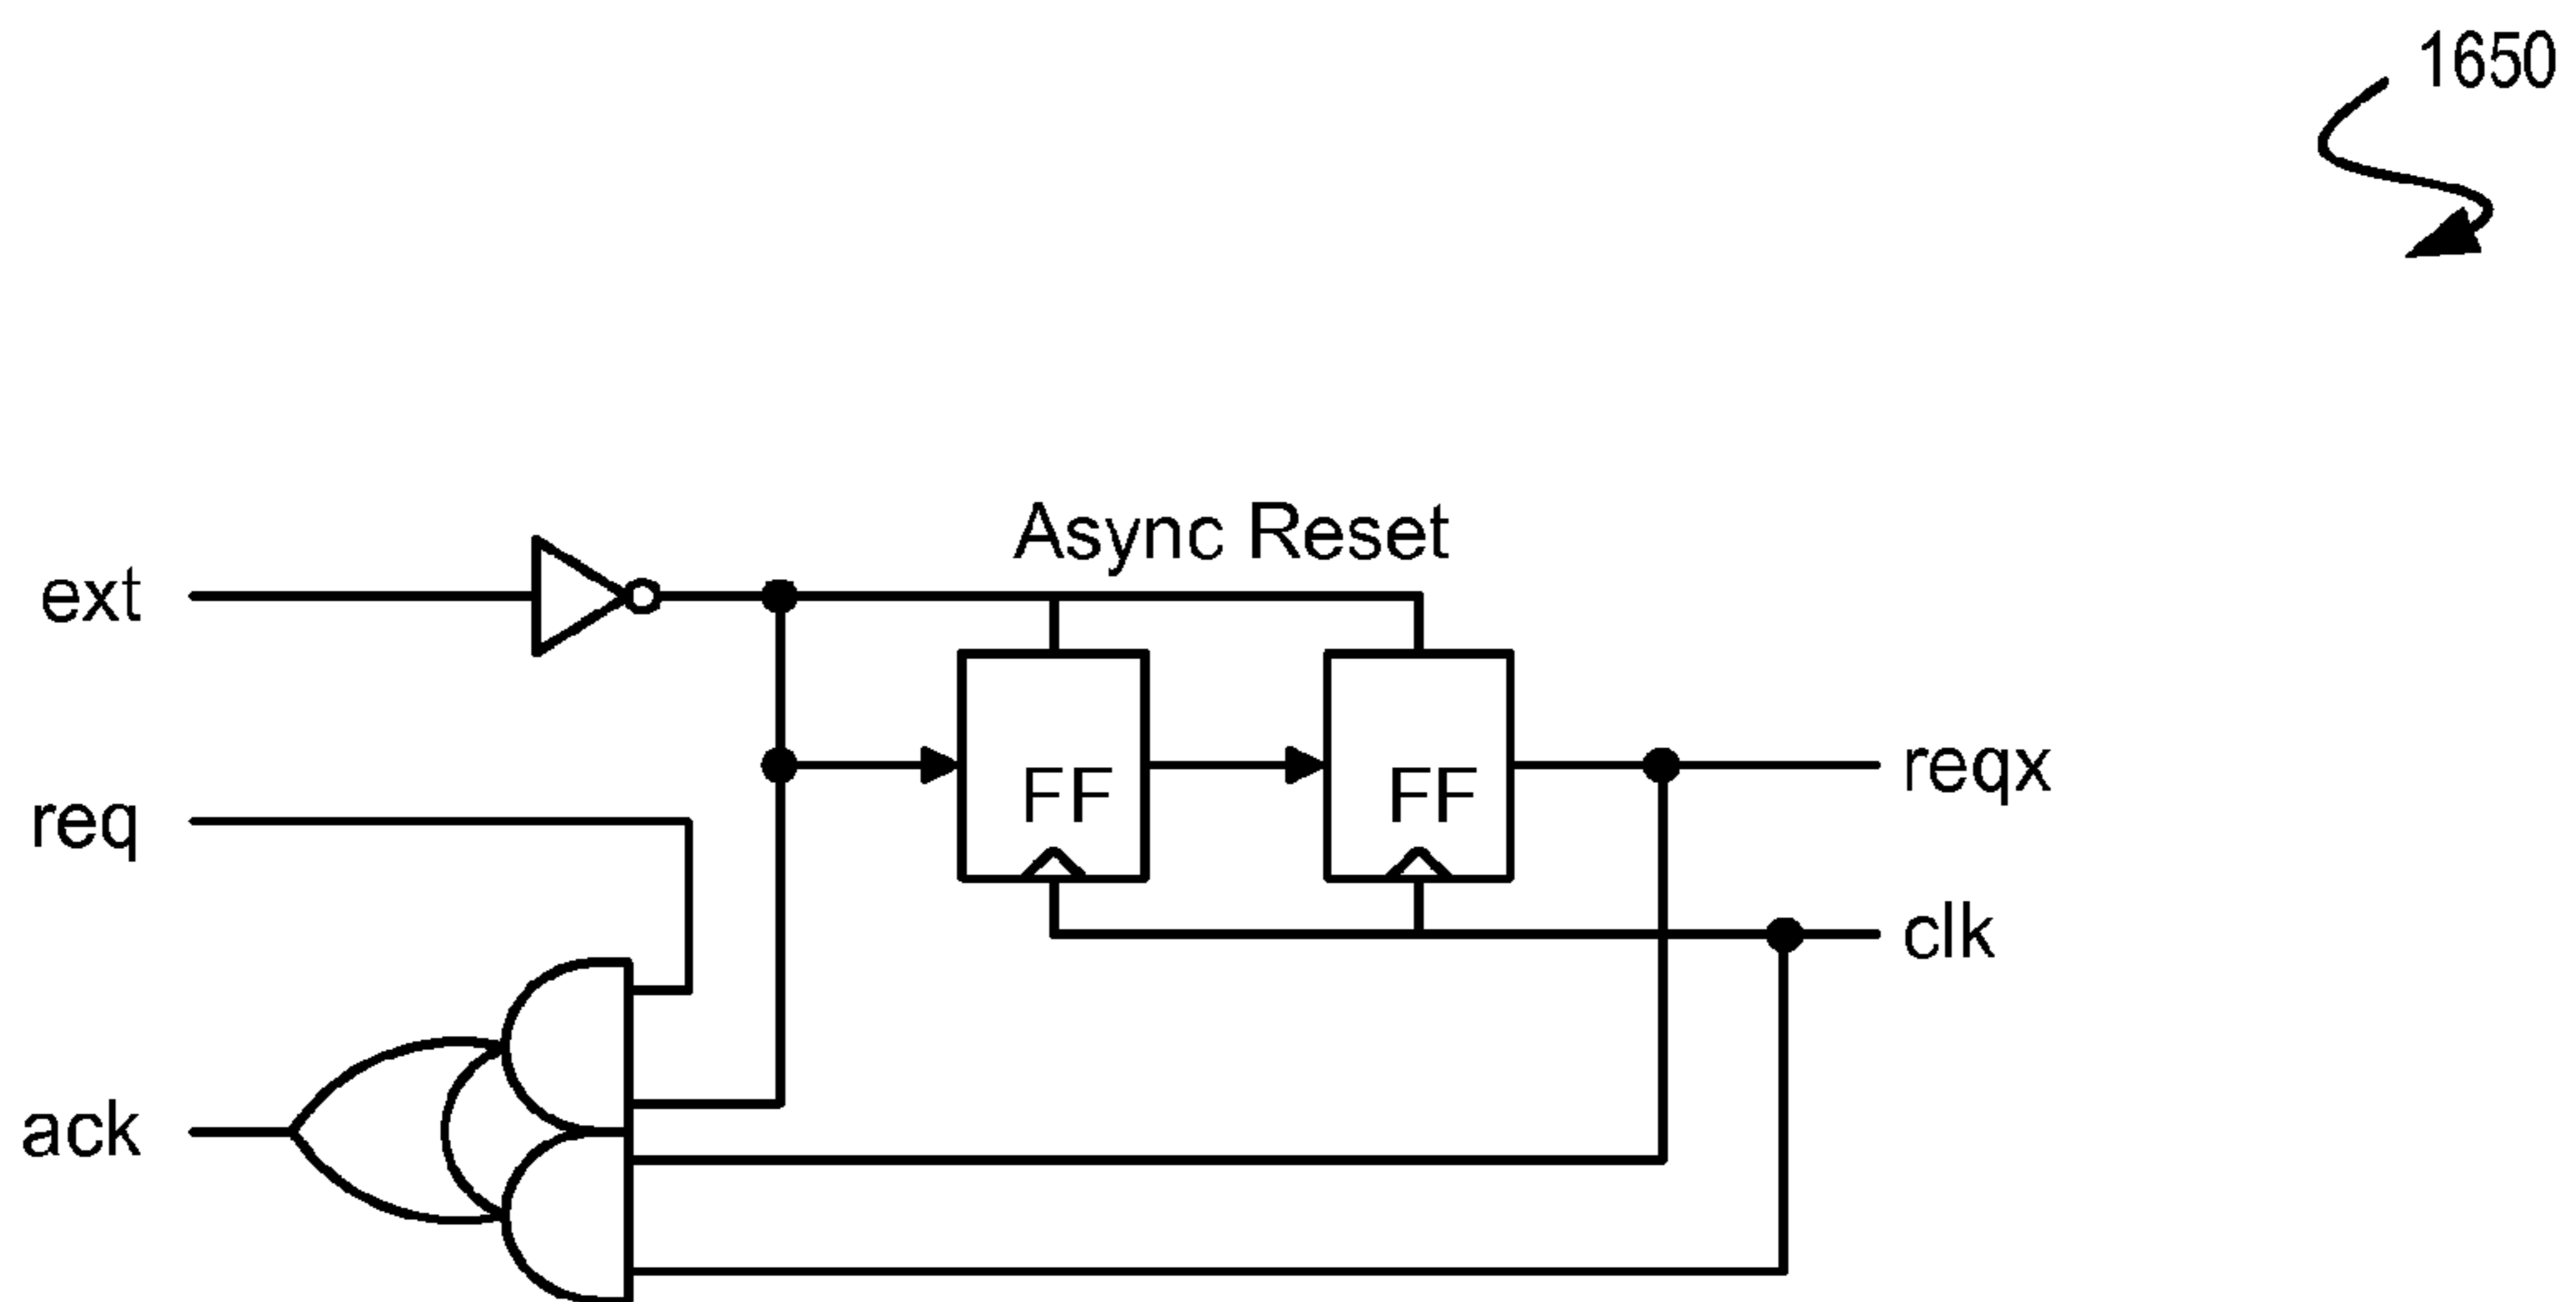 1650
Async Reset
ext
req
FF
FF
reqx
clk
ack